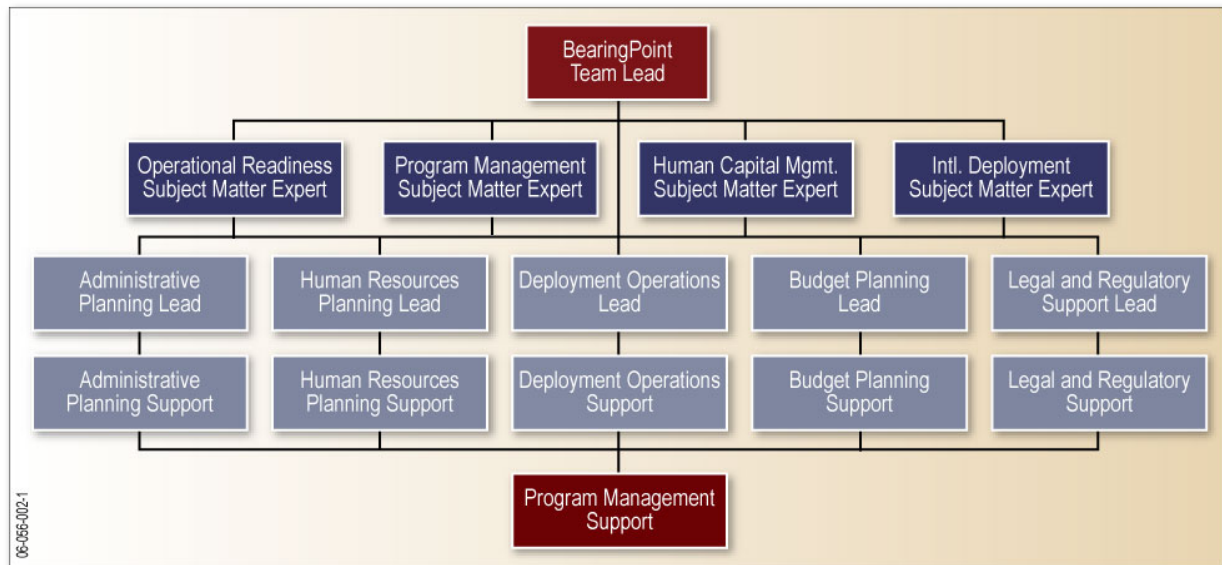 BearingPoint
Team Lead
Operational Readiness
Subject Matter Expert
Program Management
Subject Matter Expert
Human Capital Mgmt.
Subject Matter Expert
Intl. Deployment
Subject Matter Expert
Administrative
Planning Lead
Human Resources
Planning Lead
Deployment Operations
Lead
Budget Planning
Lead
Legal and Regulatory
Support Lead
Administrative
Planning Support
Human Resources
Planning Support
Deployment Operations
Support
Budget Planning
Support
Legal and Regulatory
Support
Program Management
Support
06-056-002-1